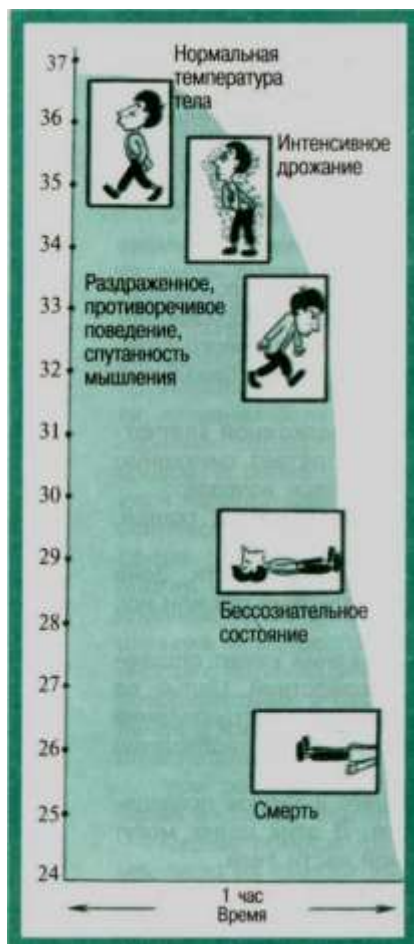 37
Нормальная
температура
тела
36
Интенсивное
дрожание
35
34
Раздраженное,
противоречивое
поведение,
спутанность
мышления
33
32
31
30
29
Бессознательное
состояние
28
27
26
Смерть
25
24
1 час
Время